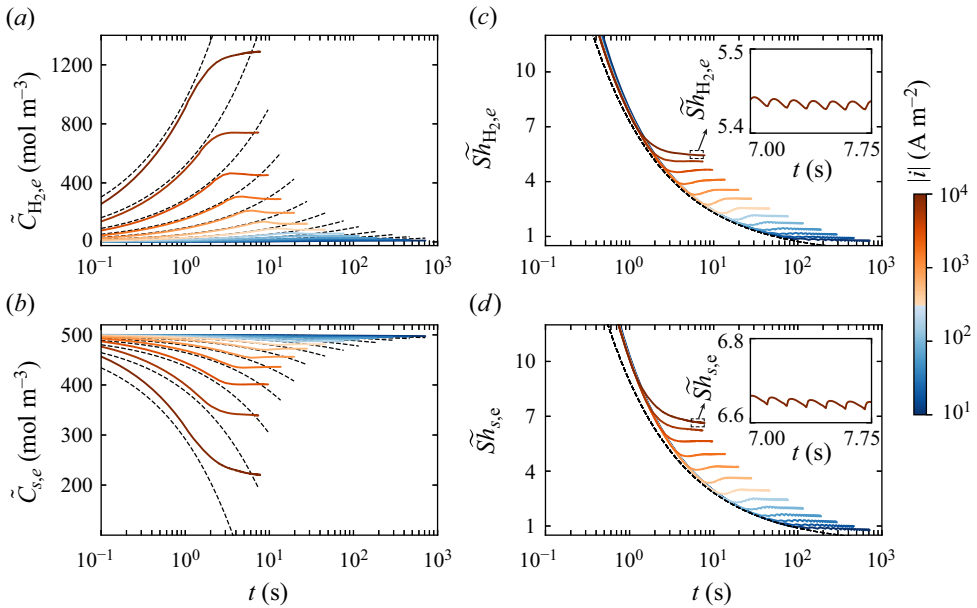 (a)
1200
800
400
0
C̃H₂,e (mol m⁻³)
10⁻¹ 10⁰ 10¹ 10² 10³
(b)
500
400
300
200
C̃s,e (mol m⁻³)
10⁻¹ 10⁰ 10¹ 10² 10³
t (s)
(c)
10
7
4
1
S̃hH₂,e
S̃hH₂,e
5.5
5.4
7.00 7.75
t (s)
10⁻¹ 10⁰ 10¹ 10² 10³
(d)
10
7
4
1
S̃hs,e
S̃hs,e
6.8
6.6
7.00 7.75
t (s)
10⁻¹ 10⁰ 10¹ 10² 10³
t (s)
|i| (A m⁻²)
10⁴
10³
10²
10¹